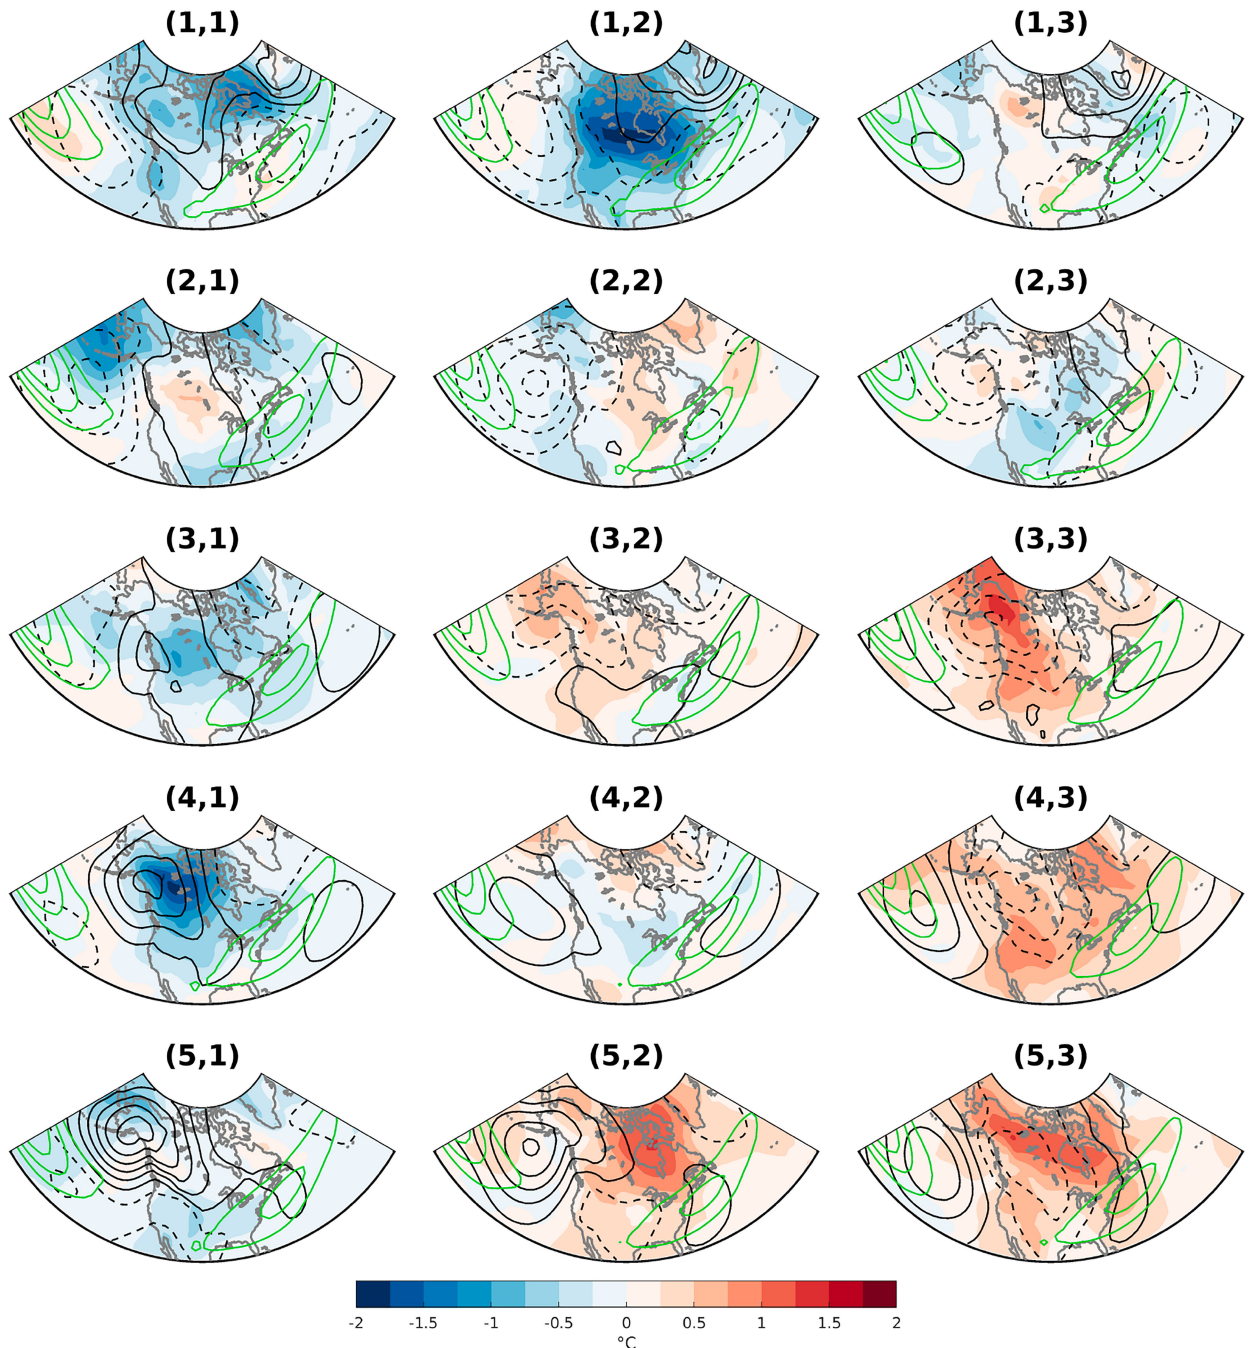 (1,1) (1,2) (1,3)
(2,1) (2,2) (2,3)
(3,1) (3,2) (3,3)
(4,1) (4,2) (4,3)
(5,1) (5,2) (5,3)
-2 -1.5 -1 -0.5 0 0.5 1 1.5 2
°C